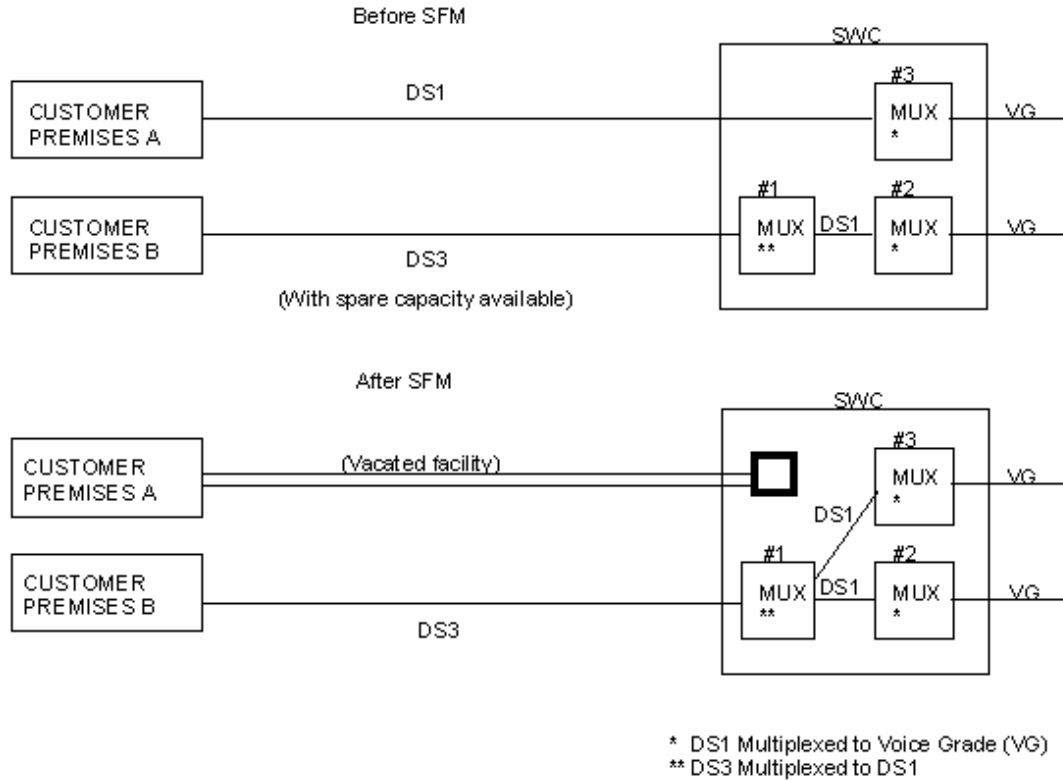 Before SFM
SWC
DS1
#3
CUSTOMER
PREMISES A
MUX
*
VG
#1
#2
CUSTOMER
PREMISES B
MUX
**
DS1
MUX
*
VG
DS3
(With spare capacity available)
After SFM
SWC
#3
(Vacated facility)
CUSTOMER
PREMISES A
MUX
*
VG
DS1
#1
#2
CUSTOMER
PREMISES B
MUX
**
DS1
MUX
*
VG
DS3
* DS1 Multiplexed to Voice Grade (VG)
** DS3 Multiplexed to DS1